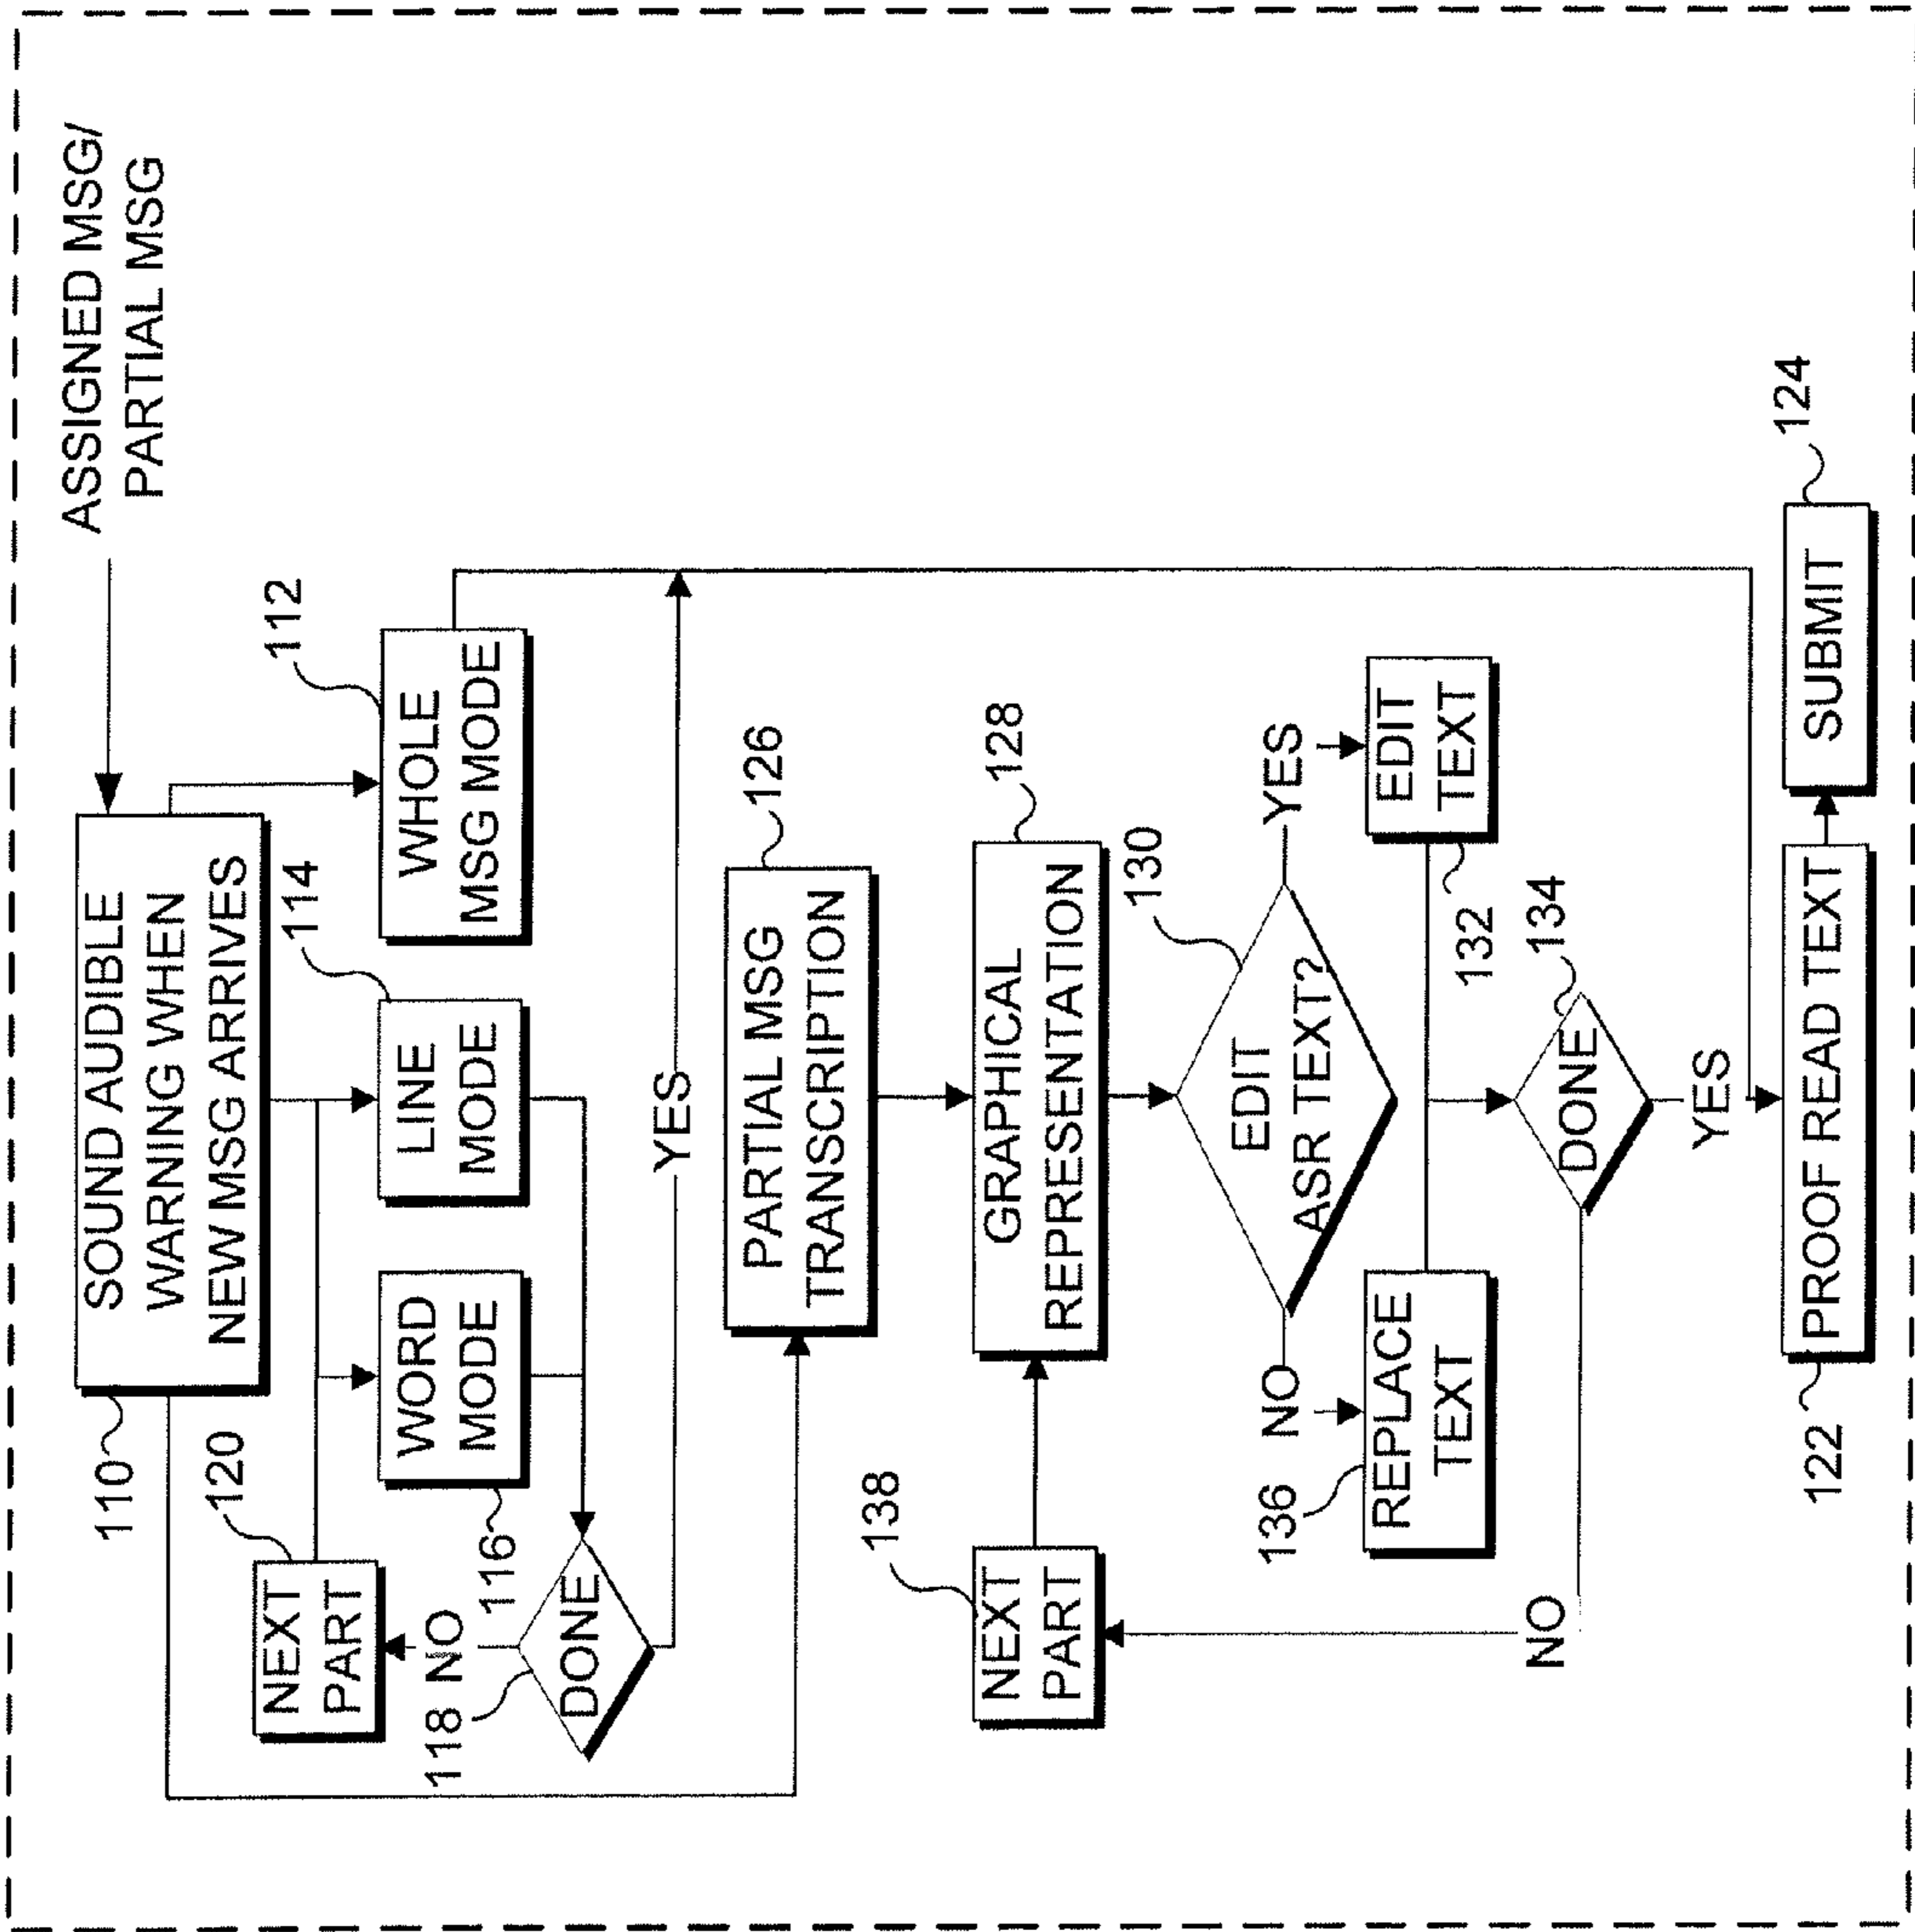 ASSIGNED MSG/
PARTIAL MSG
110
SOUND AUDIBLE
WARNING WHEN
NEW MSG ARRIVES
120
NEXT
PART
116
WORD
MODE
114
LINE
MODE
112
WHOLE
MSG MODE
118
NO
DONE
YES
PARTIAL MSG
TRANSCRIPTION
126
138
NEXT
PART
GRAPHICAL
REPRESENTATION
128
130
EDIT
ASR TEXT?
NO
YES
136
REPLACE
TEXT
EDIT
TEXT
132
134
DONE
NO
YES
122
PROOF READ TEXT
SUBMIT
124